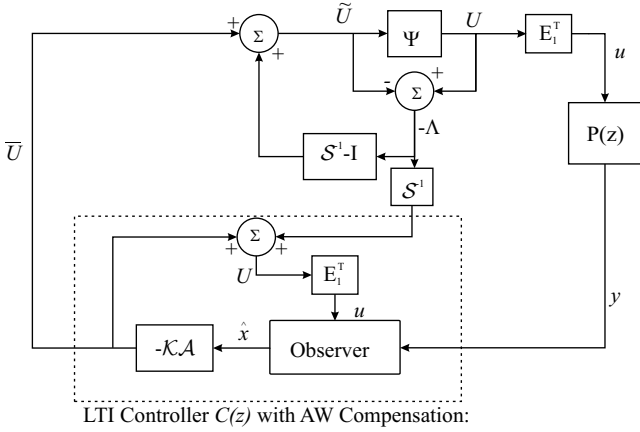 +
Σ
+
Ũ
Ψ
U
E₁ᵀ
u
-
Σ
+
-Λ
P(z)
𝒮⁻¹-I
𝒮⁻¹
U̅
Σ
+
+
U
E₁ᵀ
u
y
-𝒦𝒜
x̂
Observer
LTI Controller C(z) with AW Compensation: